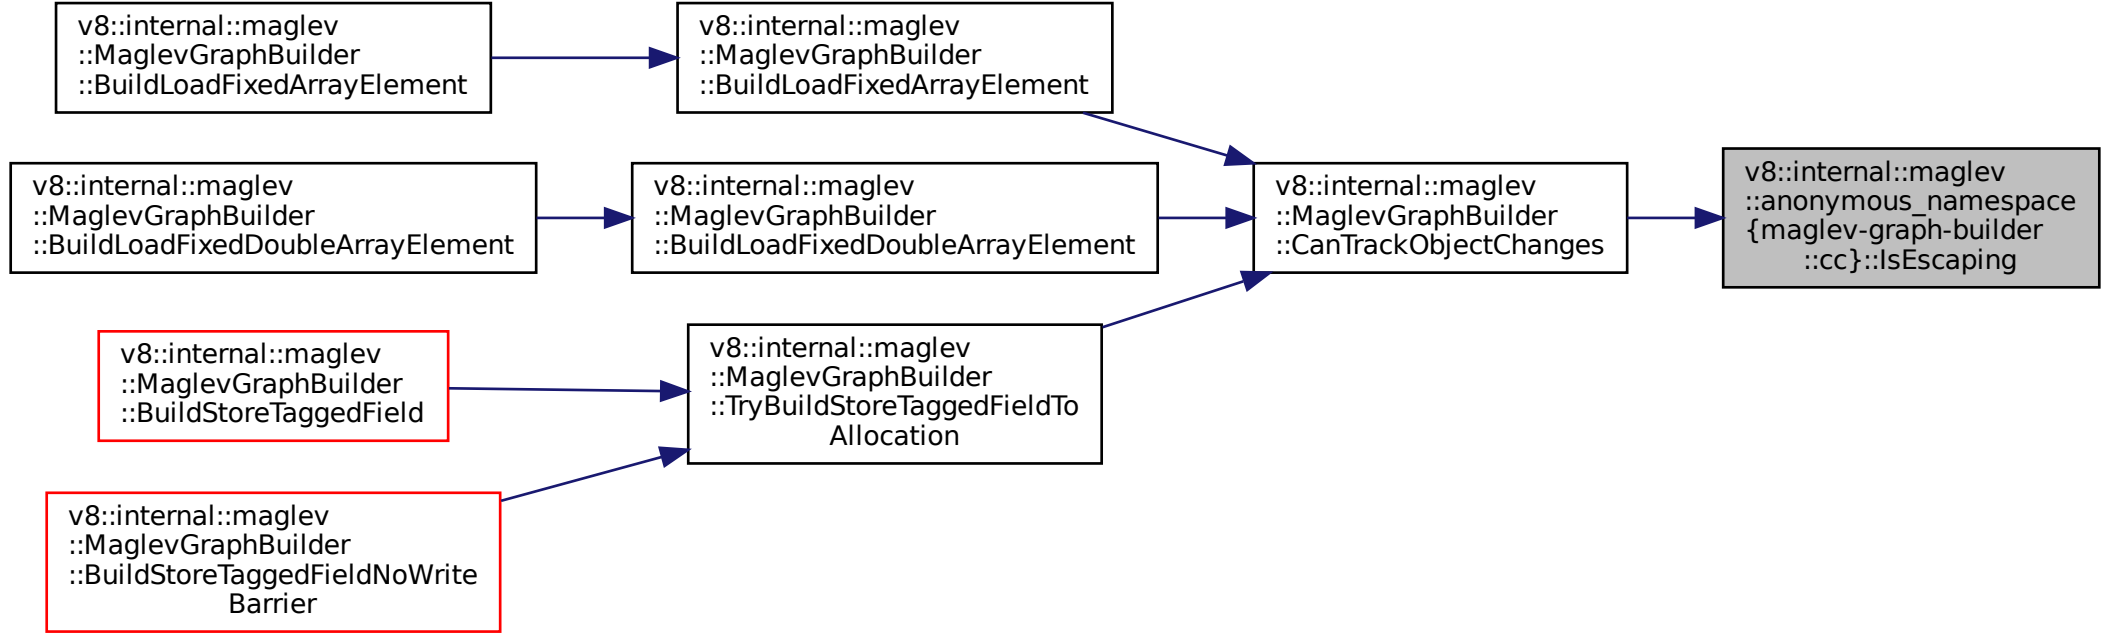 v8::internal::maglev
::MaglevGraphBuilder
::BuildLoadFixedArrayElement
v8::internal::maglev
::MaglevGraphBuilder
::BuildLoadFixedArrayElement
v8::internal::maglev
::MaglevGraphBuilder
::BuildLoadFixedDoubleArrayElement
v8::internal::maglev
::MaglevGraphBuilder
::BuildLoadFixedDoubleArrayElement
v8::internal::maglev
::MaglevGraphBuilder
::CanTrackObjectChanges
v8::internal::maglev
::anonymous_namespace
{maglev-graph-builder
::cc}::IsEscaping
v8::internal::maglev
::MaglevGraphBuilder
::BuildStoreTaggedField
v8::internal::maglev
::MaglevGraphBuilder
::TryBuildStoreTaggedFieldTo
Allocation
v8::internal::maglev
::MaglevGraphBuilder
::BuildStoreTaggedFieldNoWrite
Barrier